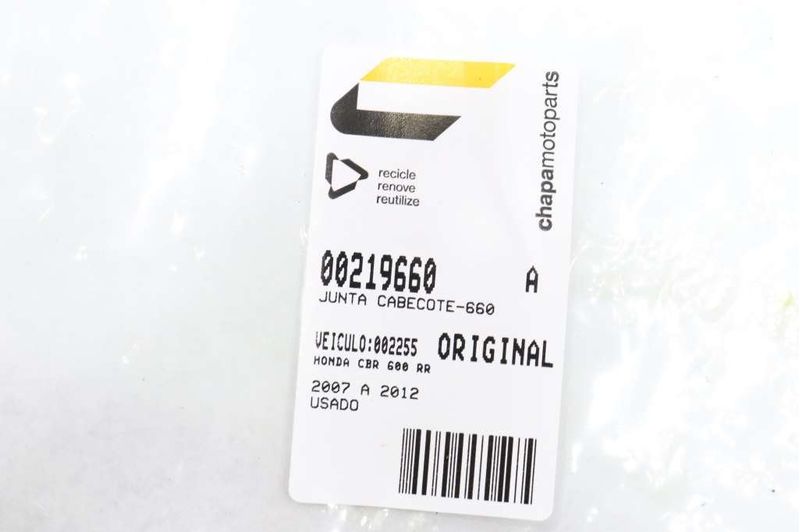 chapamotoparts
recicle
renove
reutilize
00219660 A
JUNTA CABECOTE-660
VEICULO:002255 ORIGINAL
HONDA CBR 600 RR
2007 A 2012
USADO